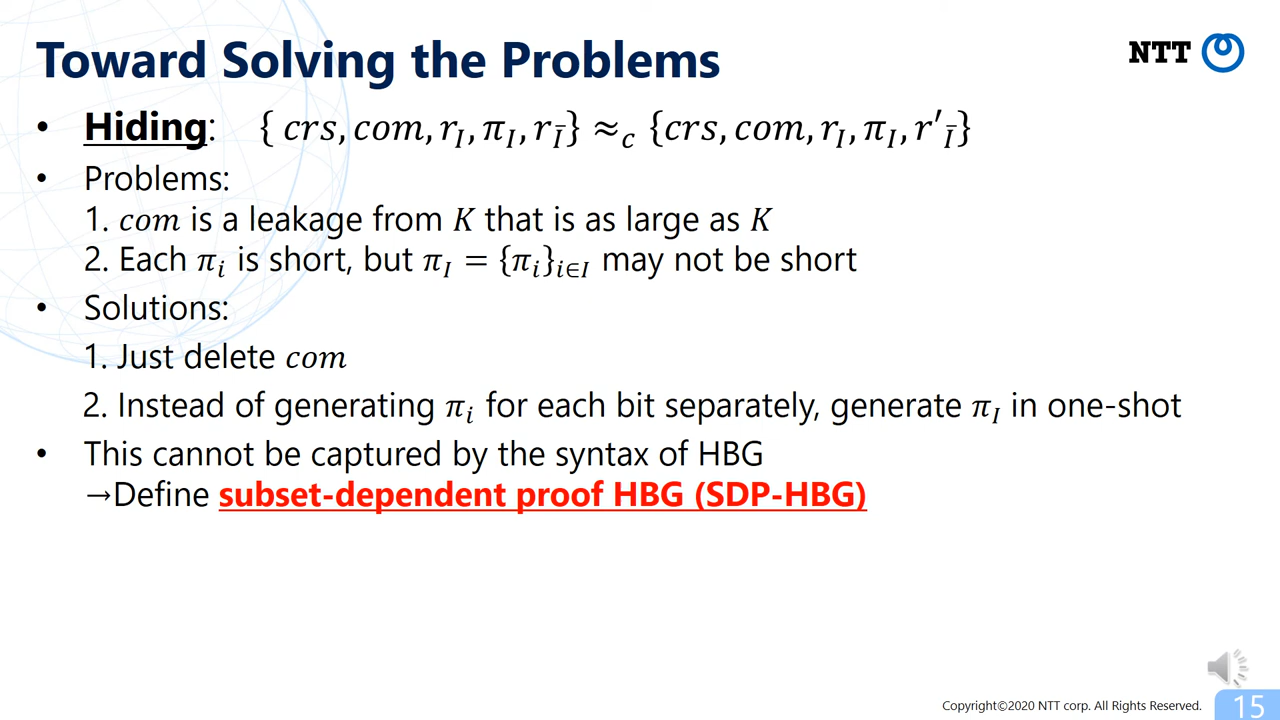 Toward Solving the Problems
NTT
• Hiding: { crs, com, r_I, π_I, r_Ī} ≈_c {crs, com, r_I, π_I, r′_Ī}
• Problems:
1. com is a leakage from K that is as large as K
2. Each π_i is short, but π_I = {π_i}_{i∈I} may not be short
• Solutions:
1. Just delete com
2. Instead of generating π_i for each bit separately, generate π_I in one-shot
• This cannot be captured by the syntax of HBG
→Define subset-dependent proof HBG (SDP-HBG)
Copyright©2020 NTT corp. All Rights Reserved.
15